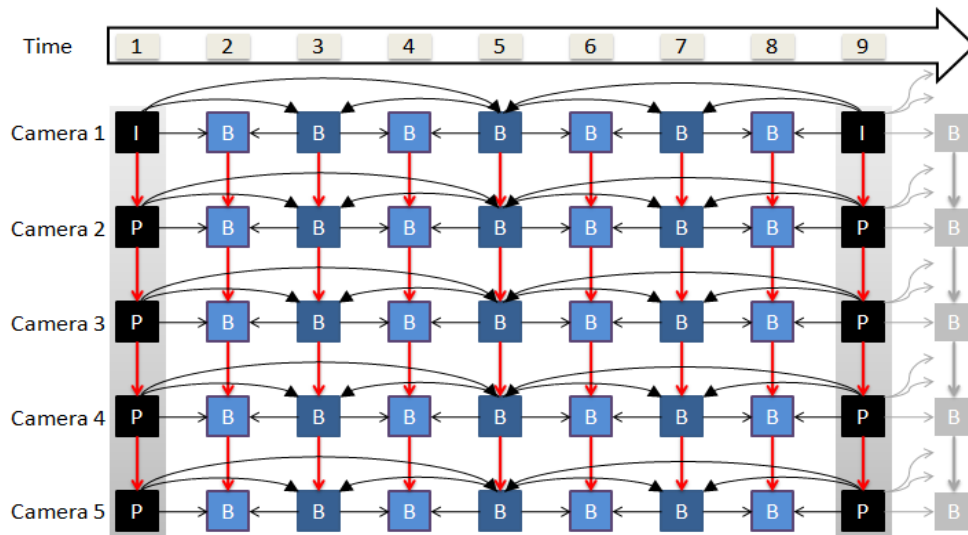 Time 1 2 3 4 5 6 7 8 9
Camera 1 I B B B B B B B I B
Camera 2 P B B B B B B B P B
Camera 3 P B B B B B B B P B
Camera 4 P B B B B B B B P B
Camera 5 P B B B B B B B P B